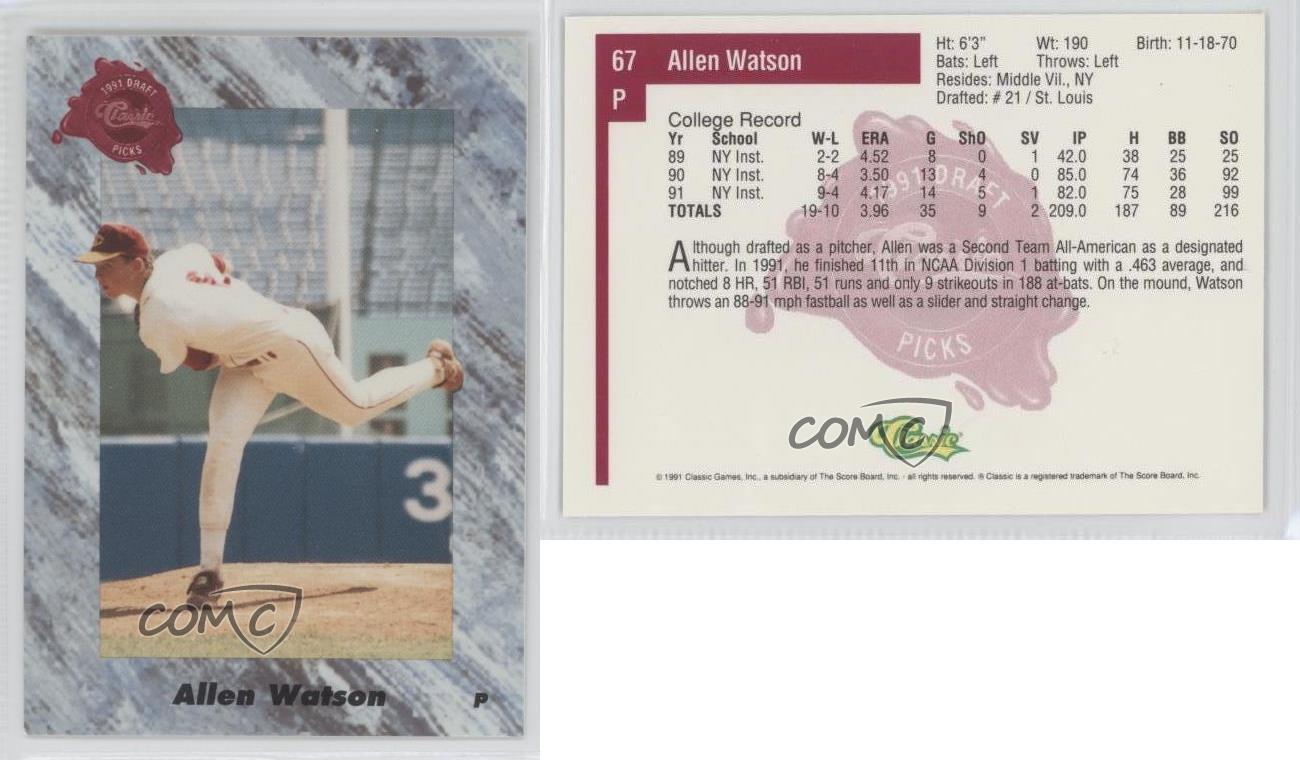 1991 DRAFT
Classic
PICKS
3
COMC
Allen Watson
P
67 Allen Watson
P
Ht: 6'3" Wt: 190 Birth: 11-18-70
Bats: Left Throws: Left
Resides: Middle Vil., NY
Drafted: # 21 / St. Louis
College Record
Yr School W-L ERA G ShO SV IP H BB SO
89 NY Inst. 2-2 4.52 8 0 1 42.0 38 25 25
90 NY Inst. 8-4 3.50 13 4 0 85.0 74 36 92
91 NY Inst. 9-4 4.17 14 5 1 82.0 75 28 99
TOTALS 19-10 3.96 35 9 2 209.0 187 89 216
1991 DRAFT
Classic
PICKS
Although drafted as a pitcher, Allen was a Second Team All-American as a designated
hitter. In 1991, he finished 11th in NCAA Division 1 batting with a .463 average, and
notched 8 HR, 51 RBI, 51 runs and only 9 strikeouts in 188 at-bats. On the mound, Watson
throws an 88-91 mph fastball as well as a slider and straight change.
COMC
Classic
© 1991 Classic Games, Inc., a subsidiary of The Score Board, Inc. - all rights reserved. ® Classic is a registered trademark of The Score Board, Inc.